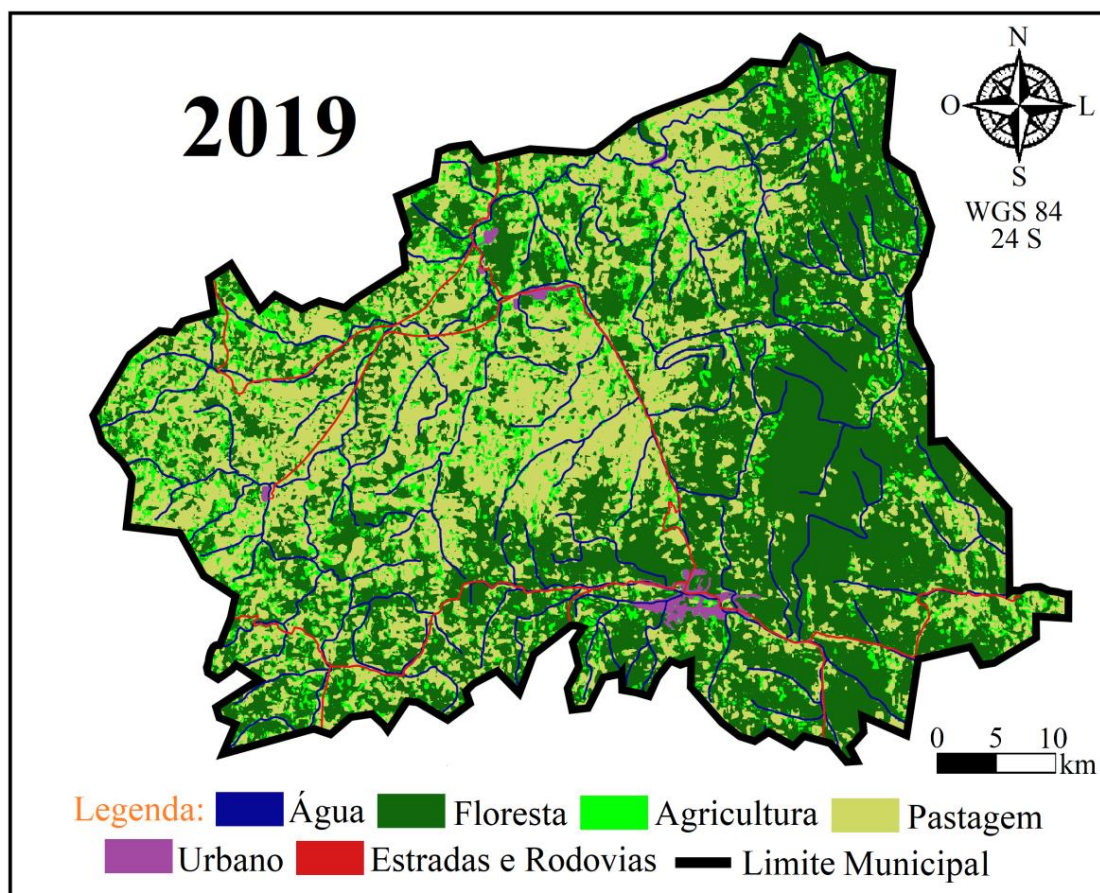 2019
N
O L
S
WGS 84
24 S
0 5 10
km
Legenda: Água Floresta Agricultura Pastagem
Urbano Estradas e Rodovias Limite Municipal